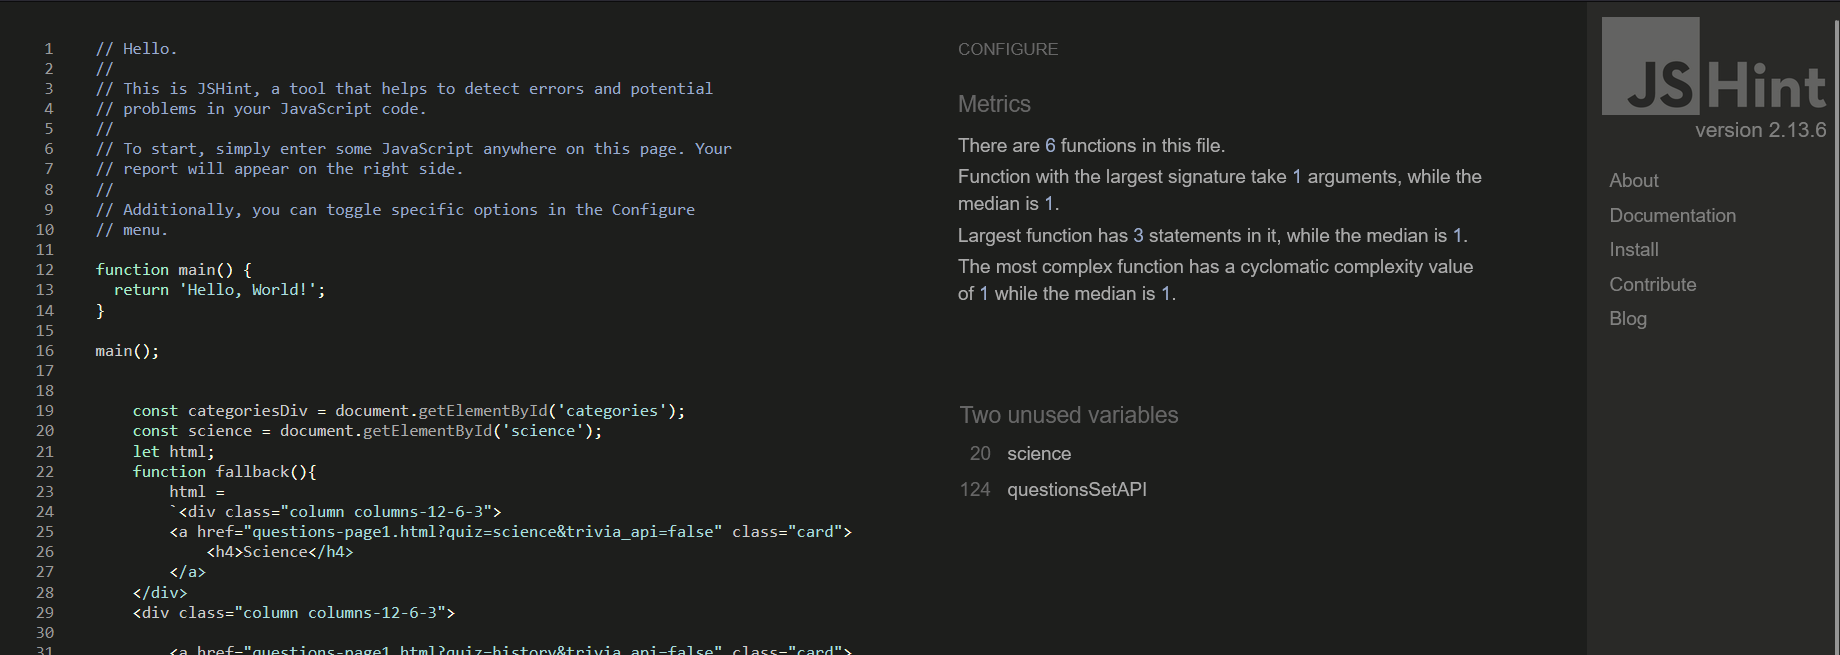 1 // Hello.
2 //
3 // This is JSHint, a tool that helps to detect errors and potential
4 // problems in your JavaScript code.
5 //
6 // To start, simply enter some JavaScript anywhere on this page. Your
7 // report will appear on the right side.
8 //
9 // Additionally, you can toggle specific options in the Configure
10 // menu.
11
12 function main() {
13 return 'Hello, World!';
14 }
15
16 main();
17
18
19 const categoriesDiv = document.getElementById('categories');
20 const science = document.getElementById('science');
21 let html;
22 function fallback(){
23 html =
24 `<div class="column columns-12-6-3">
25 <a href="questions-page1.html?quiz=science&trivia_api=false" class="card">
26 <h4>Science</h4>
27 </a>
28 </div>
29 <div class="column columns-12-6-3">
30
31 <a href="questions-page1.html?quiz=history&trivia_api=false" class="card">
CONFIGURE
Metrics
There are 6 functions in this file.
Function with the largest signature take 1 arguments, while the
median is 1.
Largest function has 3 statements in it, while the median is 1.
The most complex function has a cyclomatic complexity value
of 1 while the median is 1.
Two unused variables
20 science
124 questionsSetAPI
JSHint
version 2.13.6
About
Documentation
Install
Contribute
Blog